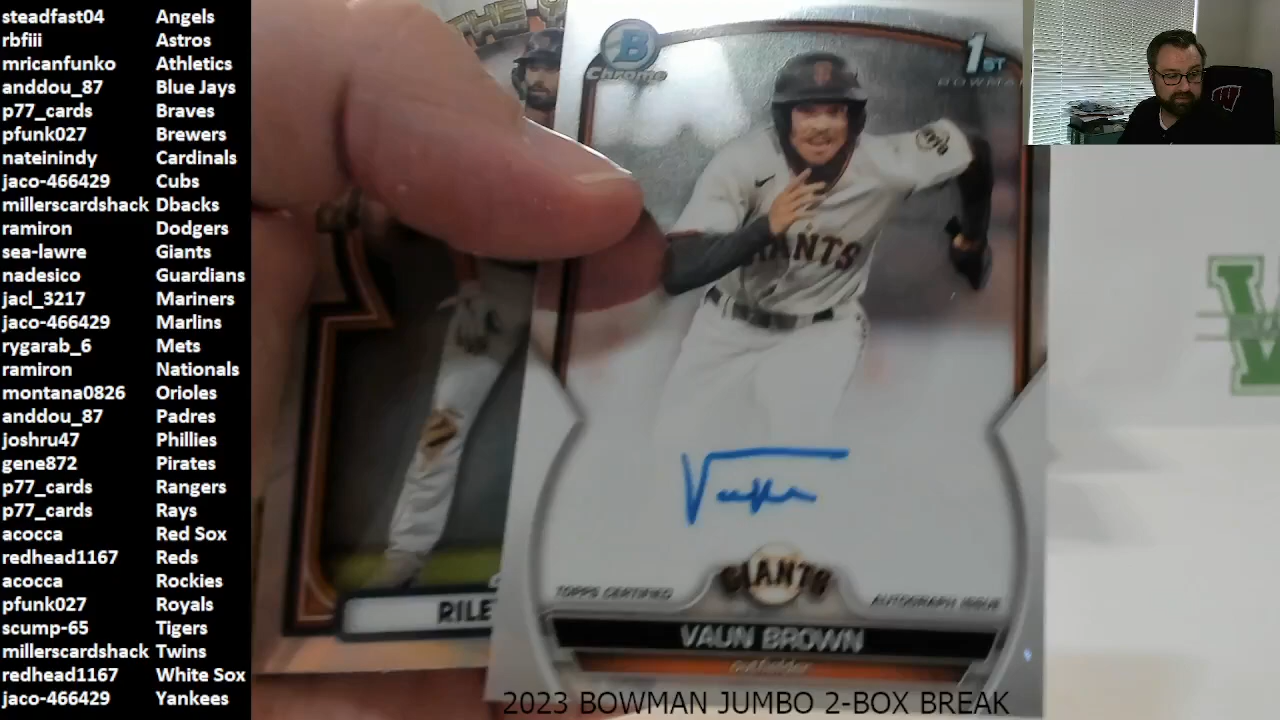 steadfast04 Angels
rbfiii Astros
mricanfunko Athletics
anddou_87 Blue Jays
p77_cards Braves
pfunk027 Brewers
nateinindy Cardinals
jaco-466429 Cubs
millerscardshack Dbacks
ramiron Dodgers
sea-lawre Giants
nadesico Guardians
jacl_3217 Mariners
jaco-466429 Marlins
rygarab_6 Mets
ramiron Nationals
montana0826 Orioles
anddou_87 Padres
joshru47 Phillies
gene872 Pirates
p77_cards Rangers
p77_cards Rays
acocca Red Sox
redhead1167 Reds
acocca Rockies
pfunk027 Royals
scump-65 Tigers
millerscardshack Twins
redhead1167 White Sox
jaco-466429 Yankees
THE
B
Chrome
1ST
BOWMA
GIANTS
GIANTS
TOPPS CERTIFIED
AUTOGRAPH ISSUE
RILE
VAUN BROWN
outfielder
2023 BOWMAN JUMBO 2-BOX BREAK